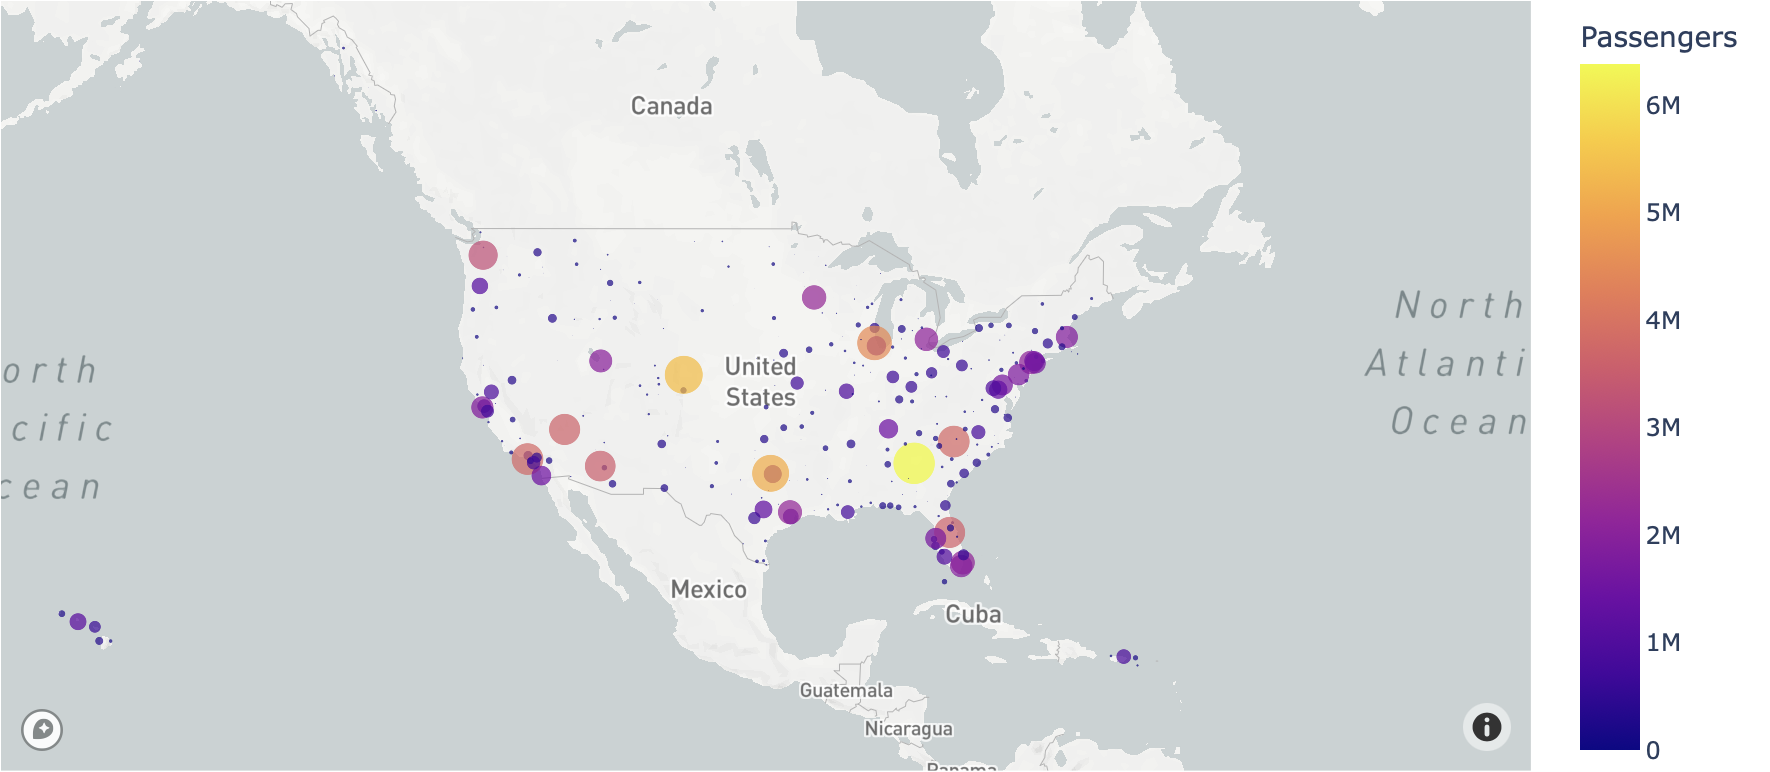 Passengers
6M
5M
4M
3M
2M
1M
0
Canada
United
States
Mexico
Cuba
Guatemala
Nicaragua
Panama
North
Atlanti
Ocean
orth
cific
cean